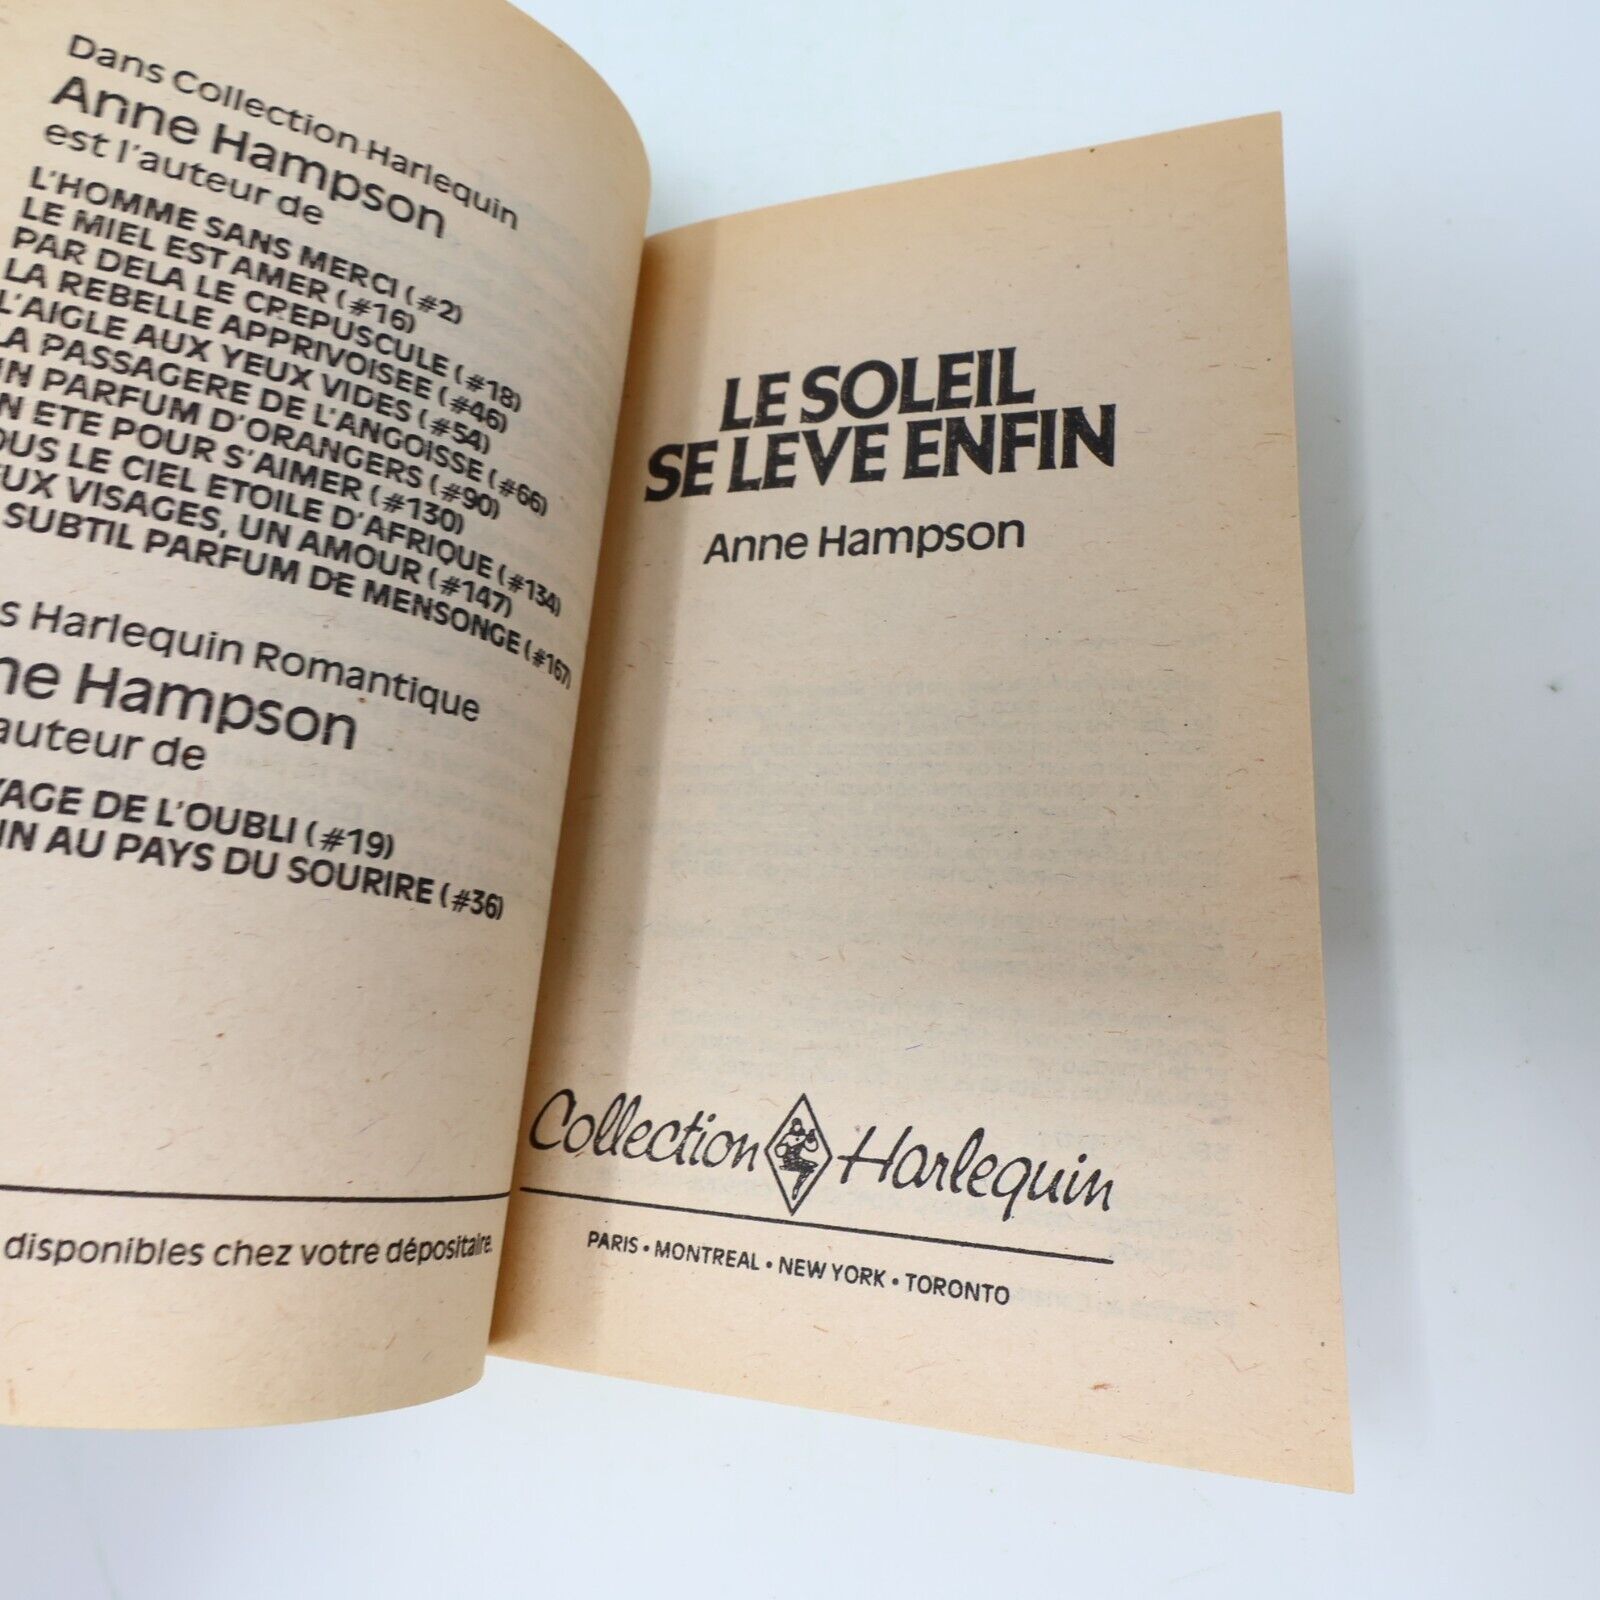 Dans Collection Harlequin
Anne Hampson
est l'auteur de
L'HOMME SANS MERCI (#2)
LE MIEL EST AMER (#16)
PAR DELA LE CREPUSCULE (#18)
LA REBELLE APPRIVOISEE (#46)
L'AIGLE AUX YEUX VIDES (#54)
LA PASSAGERE DE L'ANGOISSE (#66)
UN PARFUM D'ORANGERS (#90)
UN ETE POUR S'AIMER (#130)
SOUS LE CIEL ETOILE D'AFRIQUE (#134)
VISAGES, UN AMOUR (#147)
SUBTIL PARFUM DE MENSONGE (#167)
Harlequin Romantique
Hampson
auteur de
DE L'OUBLI (#19)
AU PAYS DU SOURIRE (#36)
disponibles chez votre dépositaire.
LE SOLEIL
SE LEVE ENFIN
Anne Hampson
Collection Harlequin
PARIS • MONTREAL • NEW YORK • TORONTO